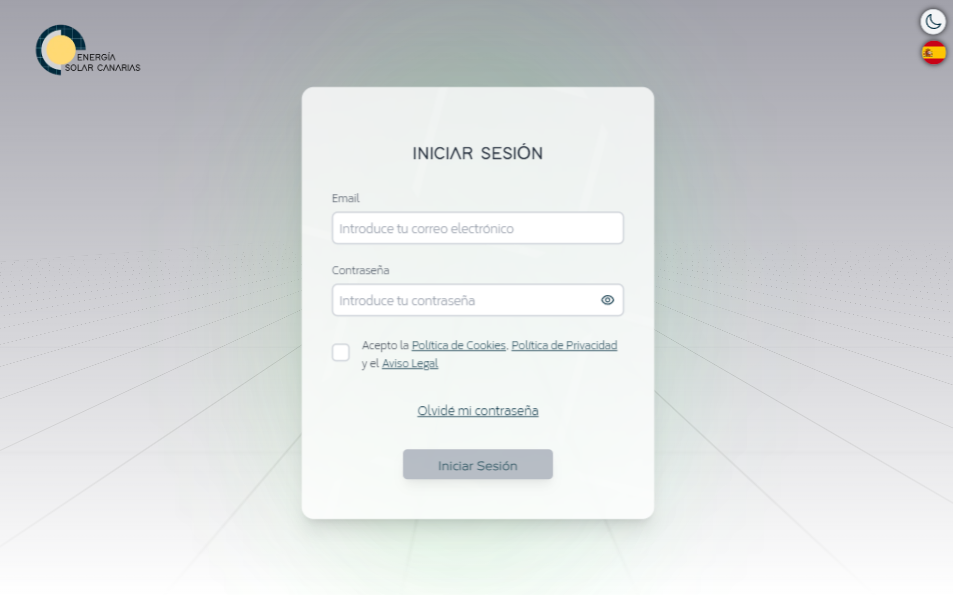 ENERGÍA
SOLAR CANARIAS
INICIAR SESIÓN
Email
Introduce tu correo electrónico
Contraseña
Introduce tu contraseña
Acepto la Política de Cookies, Política de Privacidad
y el Aviso Legal
Olvidé mi contraseña
Iniciar Sesión